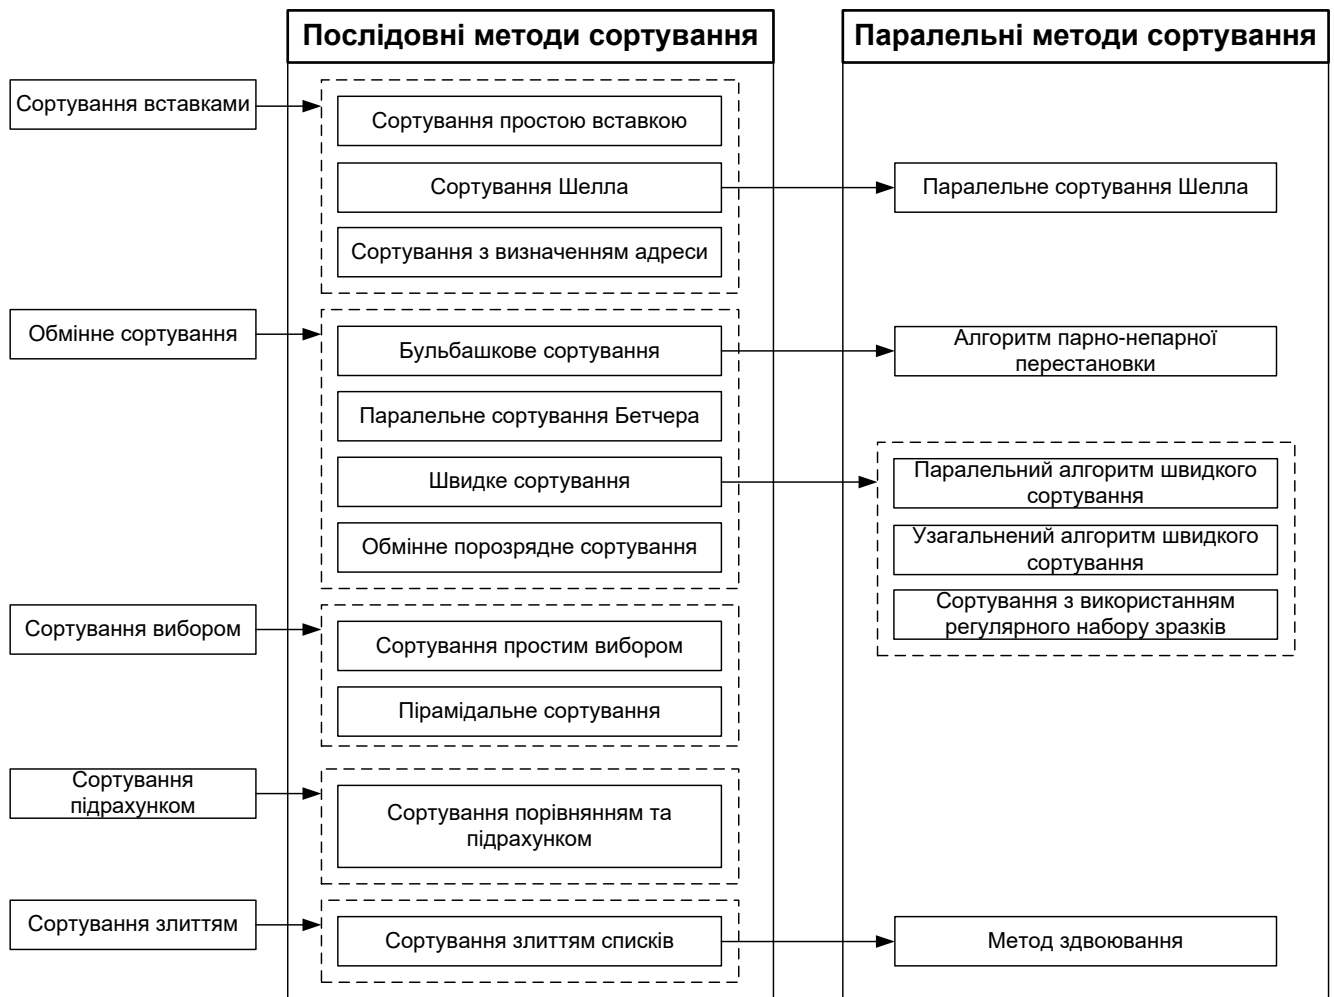 Послідовні методи сортування
Паралельні методи сортування
Сортування вставками
Сортування простою вставкою
Сортування Шелла
Паралельне сортування Шелла
Сортування з визначенням адреси
Обмінне сортування
Бульбашкове сортування
Алгоритм парно-непарної
перестановки
Паралельне сортування Бетчера
Швидке сортування
Паралельний алгоритм швидкого
сортування
Узагальнений алгоритм швидкого
сортування
Обмінне порозрядне сортування
Сортування з використанням
регулярного набору зразків
Сортування вибором
Сортування простим вибором
Пірамідальне сортування
Сортування
підрахунком
Сортування порівнянням та
підрахунком
Сортування злиттям
Сортування злиттям списків
Метод здвоювання